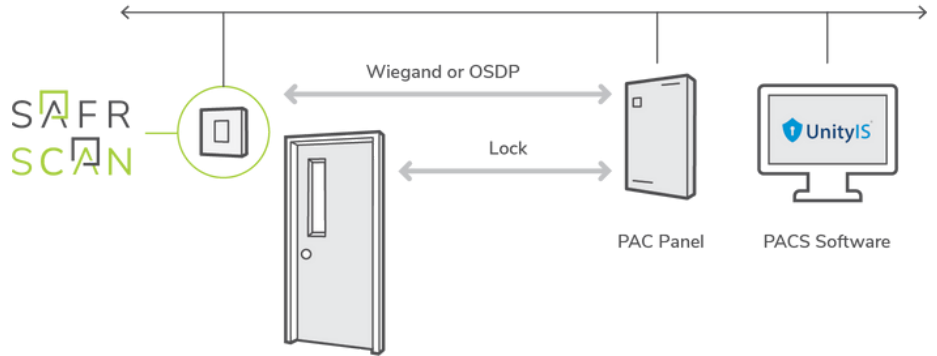 Wiegand or OSDP
SAFR
SCAN
Lock
UnityIS
PAC Panel
PACS Software